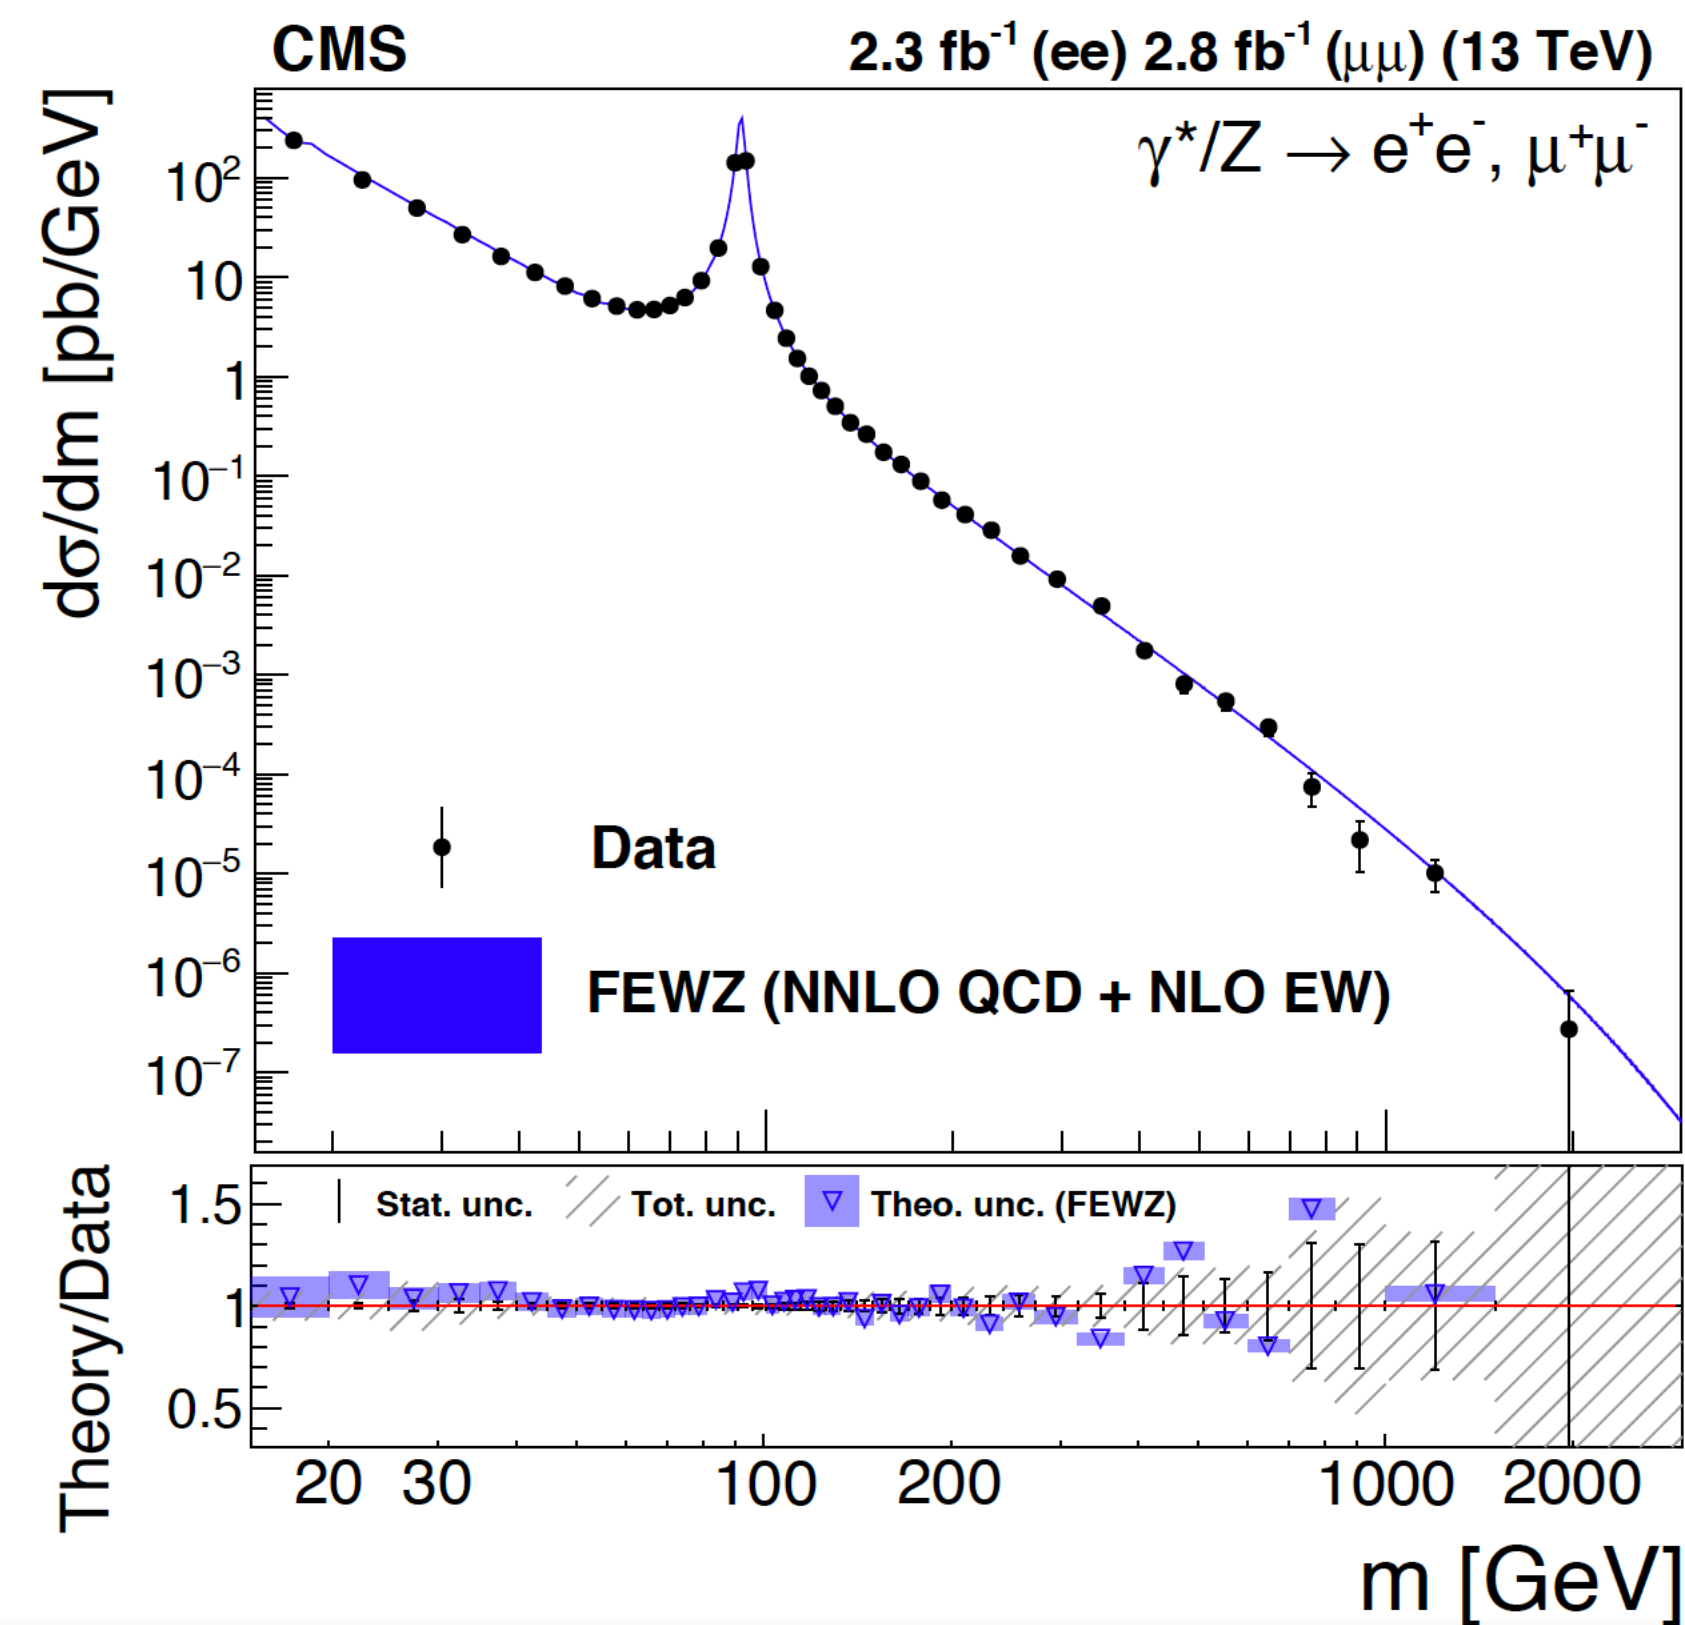 CMS
2.3 fb⁻¹ (ee) 2.8 fb⁻¹ (μμ) (13 TeV)
γ*/Z → e⁺e⁻, μ⁺μ⁻
dσ/dm [pb/GeV]
10²
10
1
10⁻¹
10⁻²
10⁻³
10⁻⁴
10⁻⁵
10⁻⁶
10⁻⁷
Data
FEWZ (NNLO QCD + NLO EW)
Theory/Data
1.5
1
0.5
Stat. unc. Tot. unc. Theo. unc. (FEWZ)
20 30 100 200 1000 2000
m [GeV]